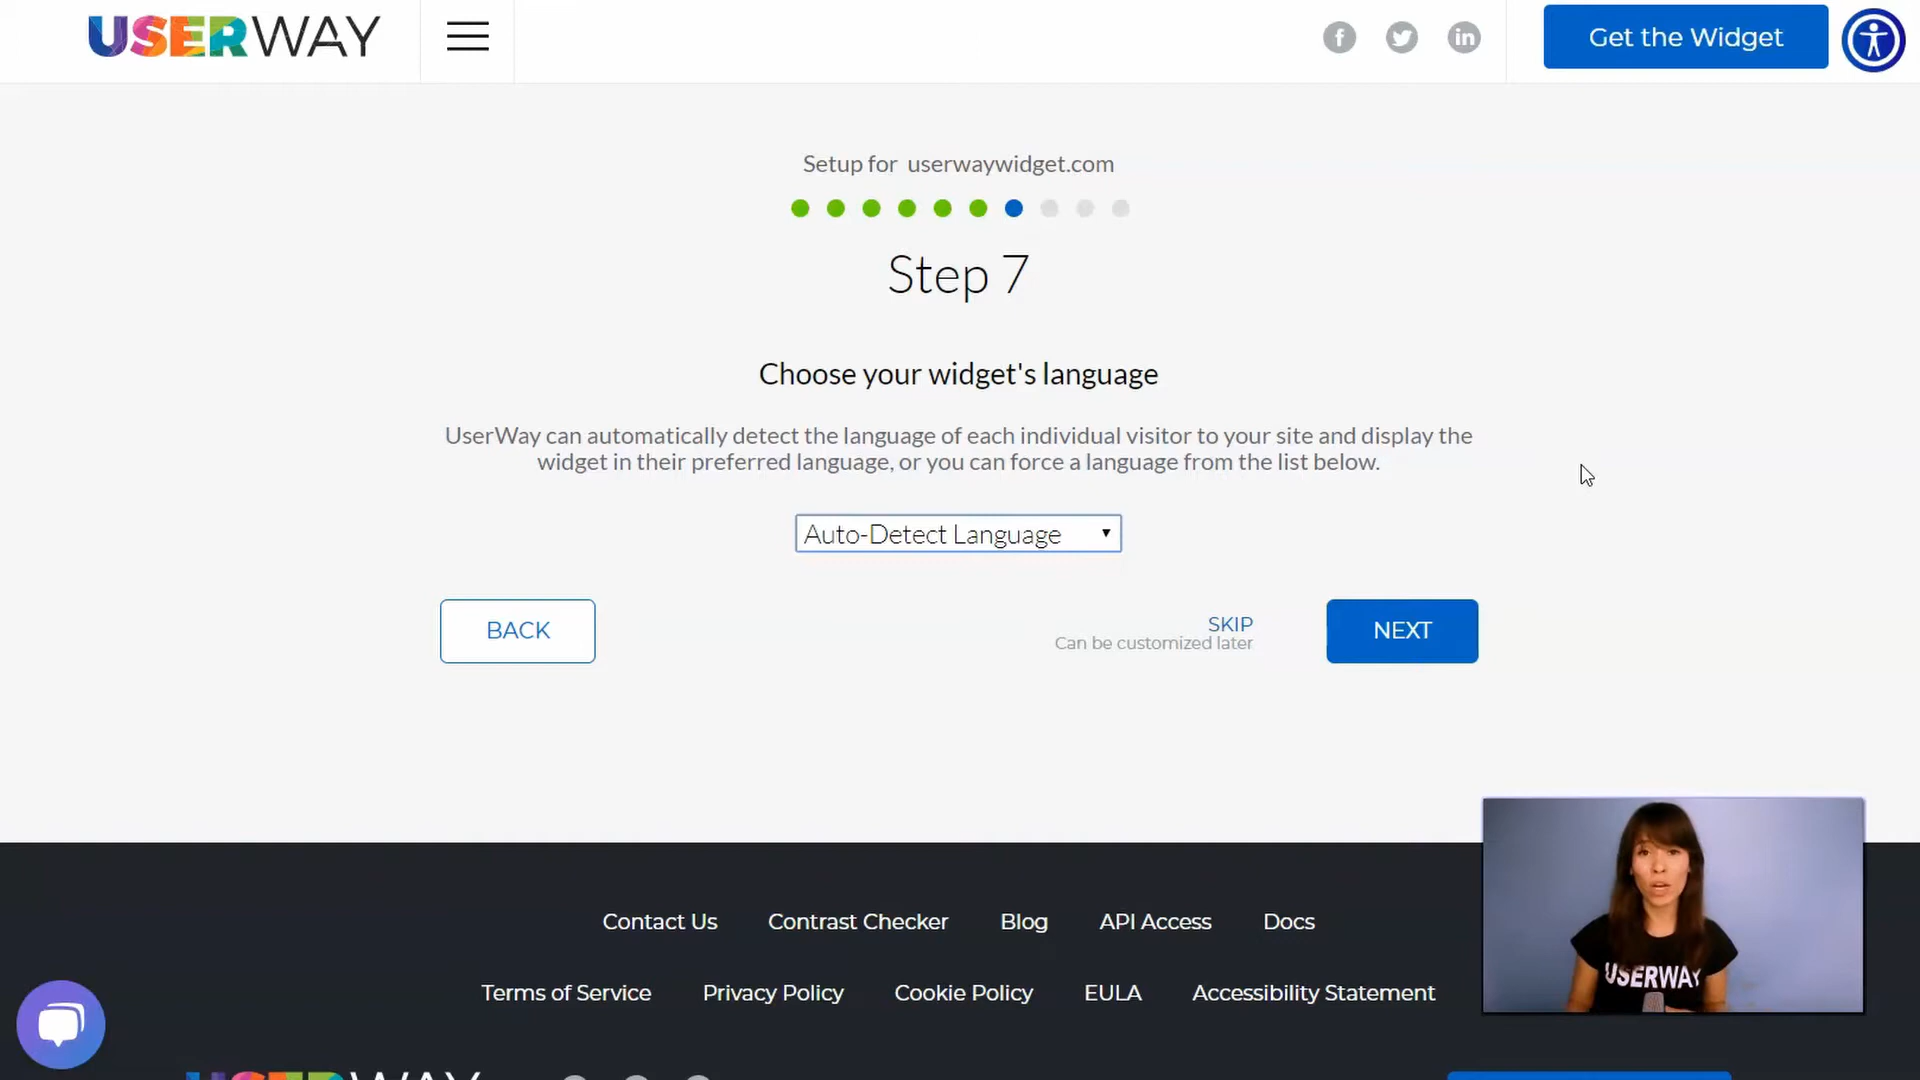 USERWAY
Get the Widget
Setup for userwaywidget.com
Step 7
Choose your widget's language
UserWay can automatically detect the language of each individual visitor to your site and display the
widget in their preferred language, or you can force a language from the list below.
Auto-Detect Language
BACK
SKIP
Can be customized later
NEXT
Contact Us Contrast Checker Blog API Access Docs
Terms of Service Privacy Policy Cookie Policy EULA Accessibility Statement
USERWAY
USERWAY